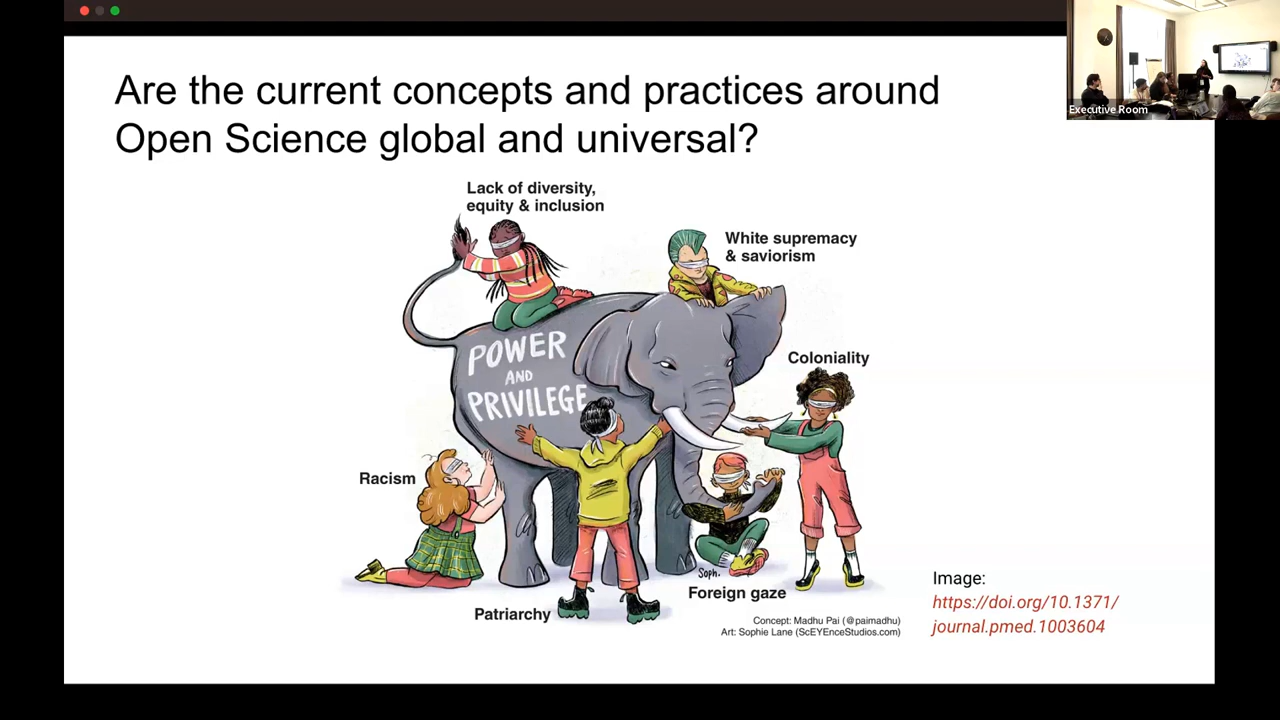 Are the current concepts and practices around
Open Science global and universal?
Executive Room
Lack of diversity,
equity & inclusion
White supremacy
& saviorism
Coloniality
POWER
AND
PRIVILEGE
Racism
Patriarchy
Foreign gaze
Soph.
Concept: Madhu Pai (@paimadhu)
Art: Sophie Lane (ScEYEnceStudios.com)
Image:
https://doi.org/10.1371/
journal.pmed.1003604